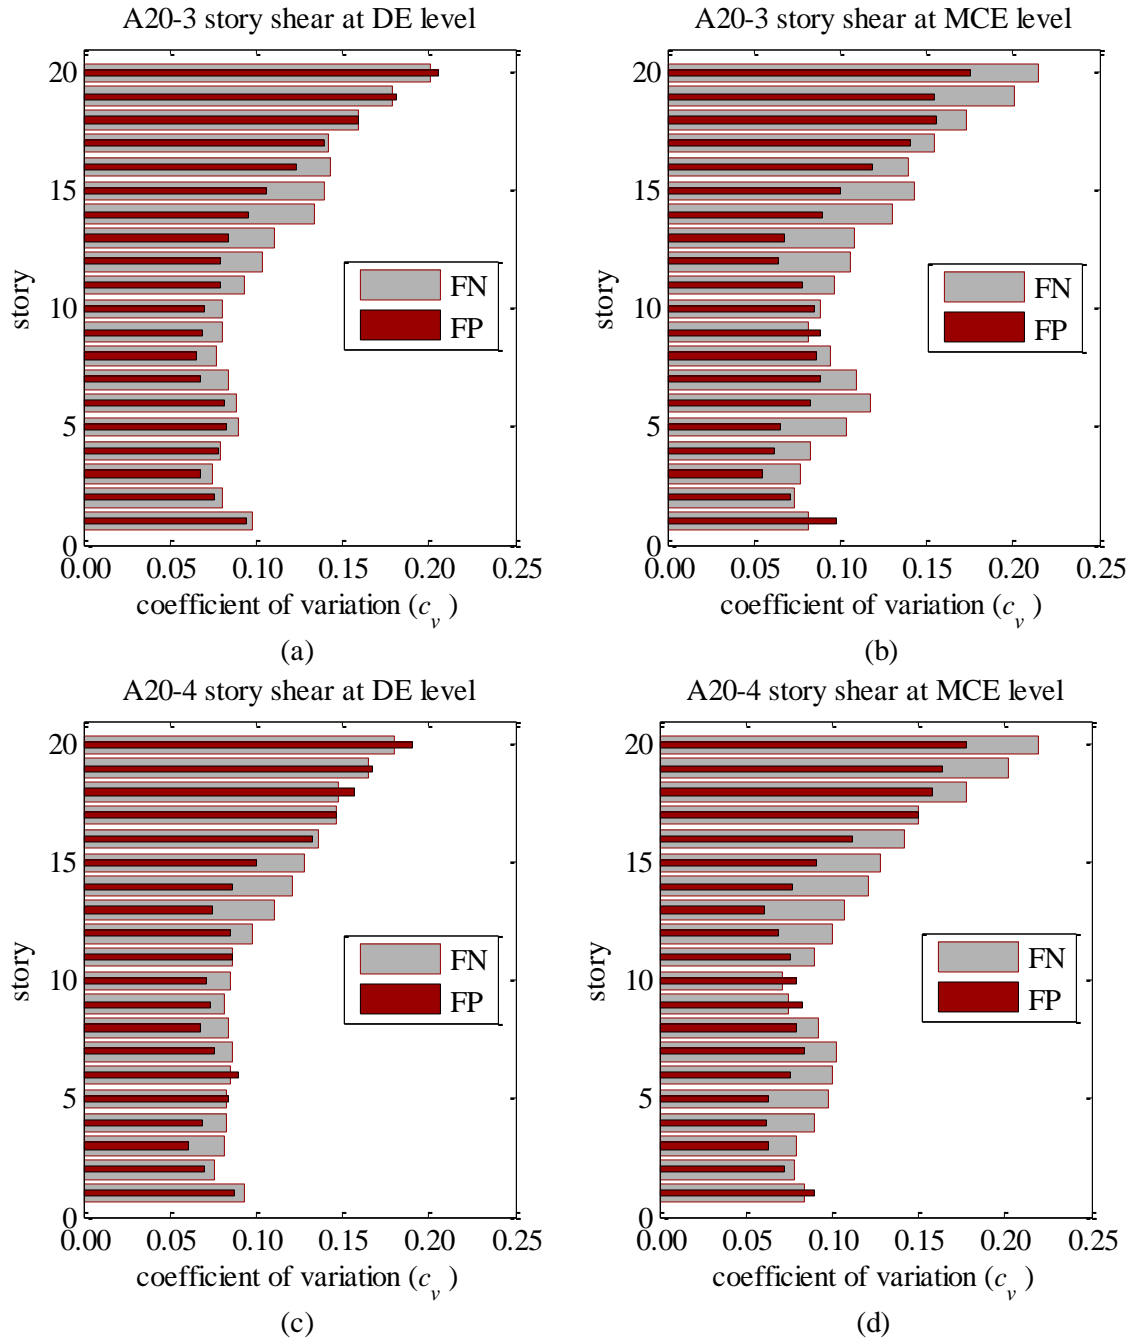 A20-3 story shear at DE level
20
15
10
5
0
story
FN
FP
0.00 0.05 0.10 0.15 0.20 0.25
coefficient of variation (c_v)
(a)
A20-3 story shear at MCE level
20
15
10
5
0
story
FN
FP
0.00 0.05 0.10 0.15 0.20 0.25
coefficient of variation (c_v)
(b)
A20-4 story shear at DE level
20
15
10
5
0
story
FN
FP
0.00 0.05 0.10 0.15 0.20 0.25
coefficient of variation (c_v)
(c)
A20-4 story shear at MCE level
20
15
10
5
0
story
FN
FP
0.00 0.05 0.10 0.15 0.20 0.25
coefficient of variation (c_v)
(d)